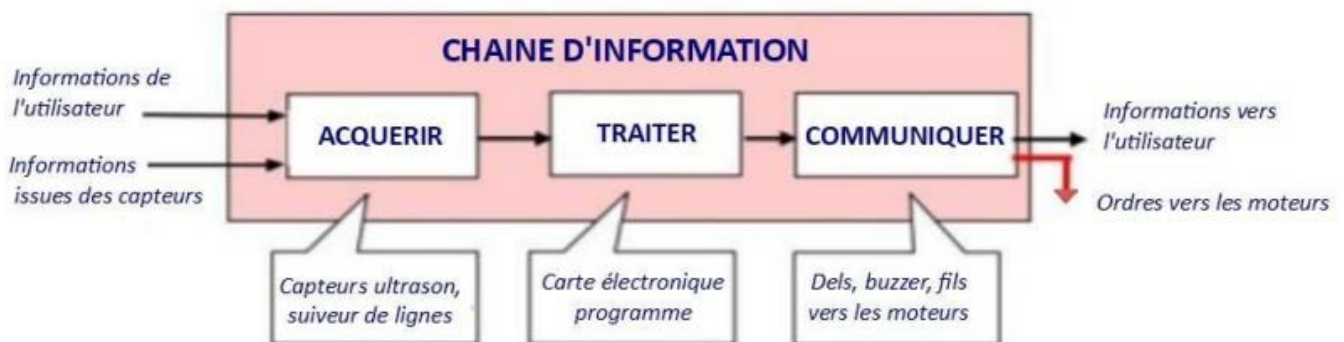 CHAINE D'INFORMATION
Informations de
l'utilisateur
Informations
issues des capteurs
ACQUERIR
TRAITER
COMMUNIQUER
Informations vers
l'utilisateur
Ordres vers les moteurs
Capteurs ultrason,
suiveur de lignes
Carte électronique
programme
Dels, buzzer, fils
vers les moteurs